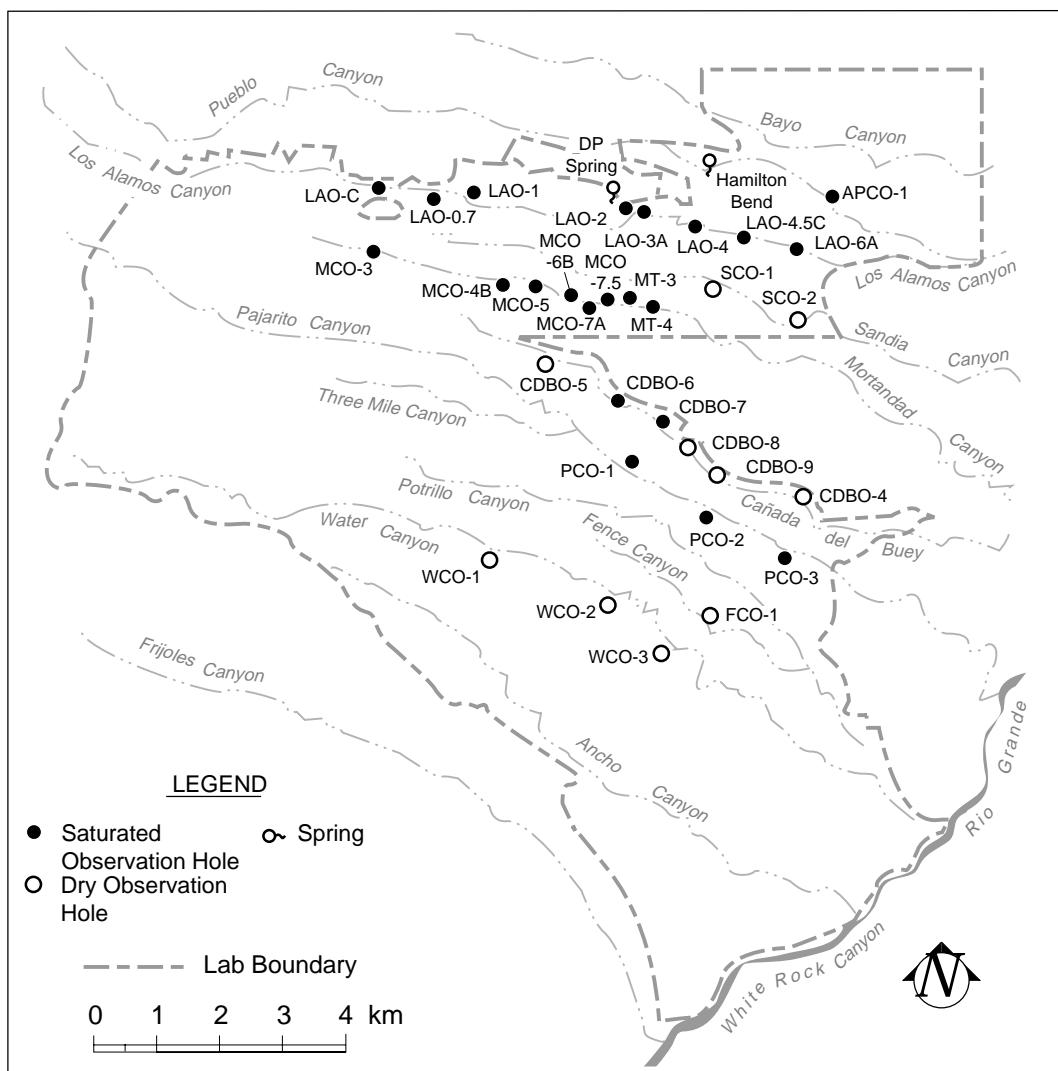 Pueblo Canyon
Bayo Canyon
Los Alamos Canyon
DP
Spring
Hamilton
Bend
APCO-1
LAO-C
LAO-0.7
LAO-1
LAO-2
LAO-3A
LAO-4
LAO-4.5C
LAO-6A
Los Alamos Canyon
MCO-3
MCO-4B
MCO-5
MCO
-6B
MCO
-7.5
MCO-7A
MT-3
MT-4
SCO-1
SCO-2
Sandia Canyon
Pajarito Canyon
Mortandad Canyon
Three Mile Canyon
CDBO-5
CDBO-6
CDBO-7
CDBO-8
CDBO-9
CDBO-4
Cañada del Buey
PCO-1
PCO-2
PCO-3
Potrillo Canyon
Water Canyon
Fence Canyon
WCO-1
WCO-2
WCO-3
FCO-1
Frijoles Canyon
Ancho Canyon
Rio Grande
White Rock Canyon
LEGEND
Saturated
Observation Hole
Spring
Dry Observation
Hole
Lab Boundary
0 1 2 3 4 km
N